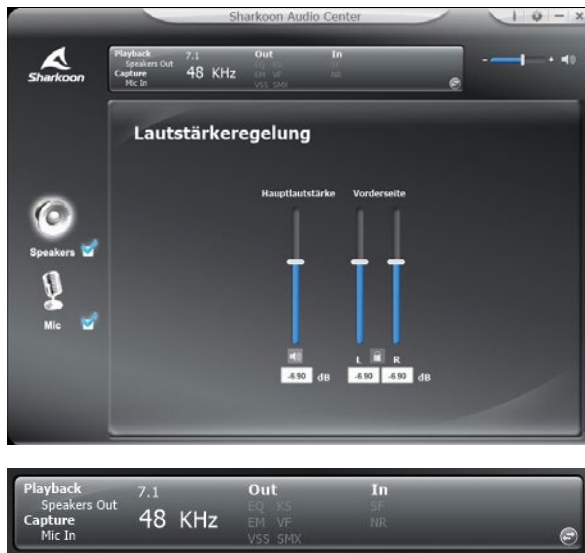 Sharkoon Audio Center
Sharkoon
Playback 7.1 Out In
Speakers Out EQ KS SF
Capture 48 KHz EM VF NR
Mic In VSS SMX
- +
Lautstärkeregelung
Hauptlautstärke Vorderseite
Speakers
Mic
L R
-6.90 dB -6.90 -6.90 dB
Playback 7.1 Out In
Speakers Out EQ KS SF
Capture 48 KHz EM VF NR
Mic In VSS SMX